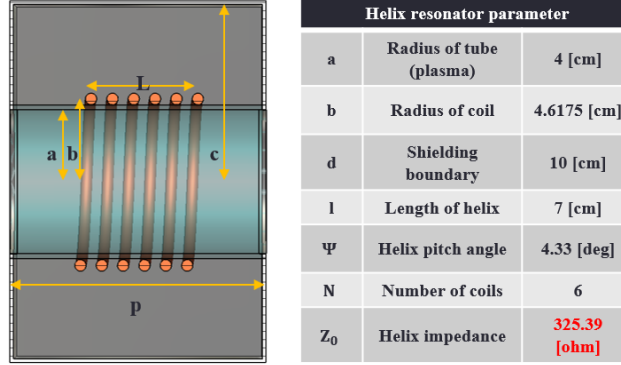 L
a
b
c
p
Helix resonator parameter
a
Radius of tube
(plasma)
4 [cm]
b
Radius of coil
4.6175 [cm]
d
Shielding
boundary
10 [cm]
l
Length of helix
7 [cm]
Ψ
Helix pitch angle
4.33 [deg]
N
Number of coils
6
Z₀
Helix impedance
325.39
[ohm]